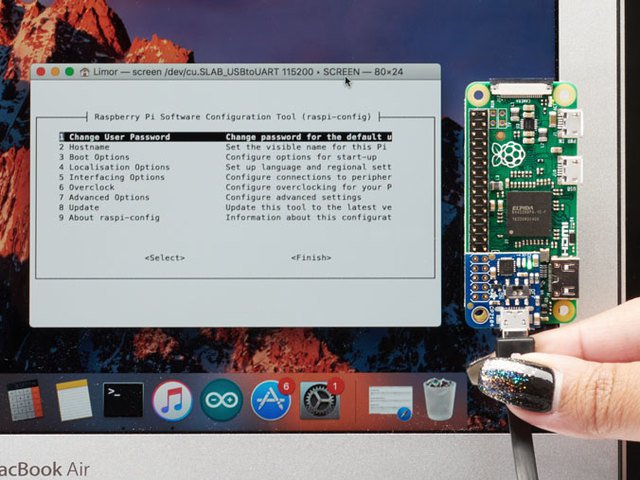 Limor — screen /dev/cu.SLAB_USBtoUART 115200 ▸ SCREEN — 80×24
Raspberry Pi Software Configuration Tool (raspi-config)
1 Change User Password Change password for the default u
2 Hostname Set the visible name for this Pi
3 Boot Options Configure options for start-up
4 Localisation Options Set up language and regional sett
5 Interfacing Options Configure connections to peripher
6 Overclock Configure overclocking for your P
7 Advanced Options Configure advanced settings
8 Update Update this tool to the latest ve
9 About raspi-config Information about this configurat
<Select> <Finish>
CAMERA
ELPIDA
USB
HDMI
>_
6
1
acBook Air